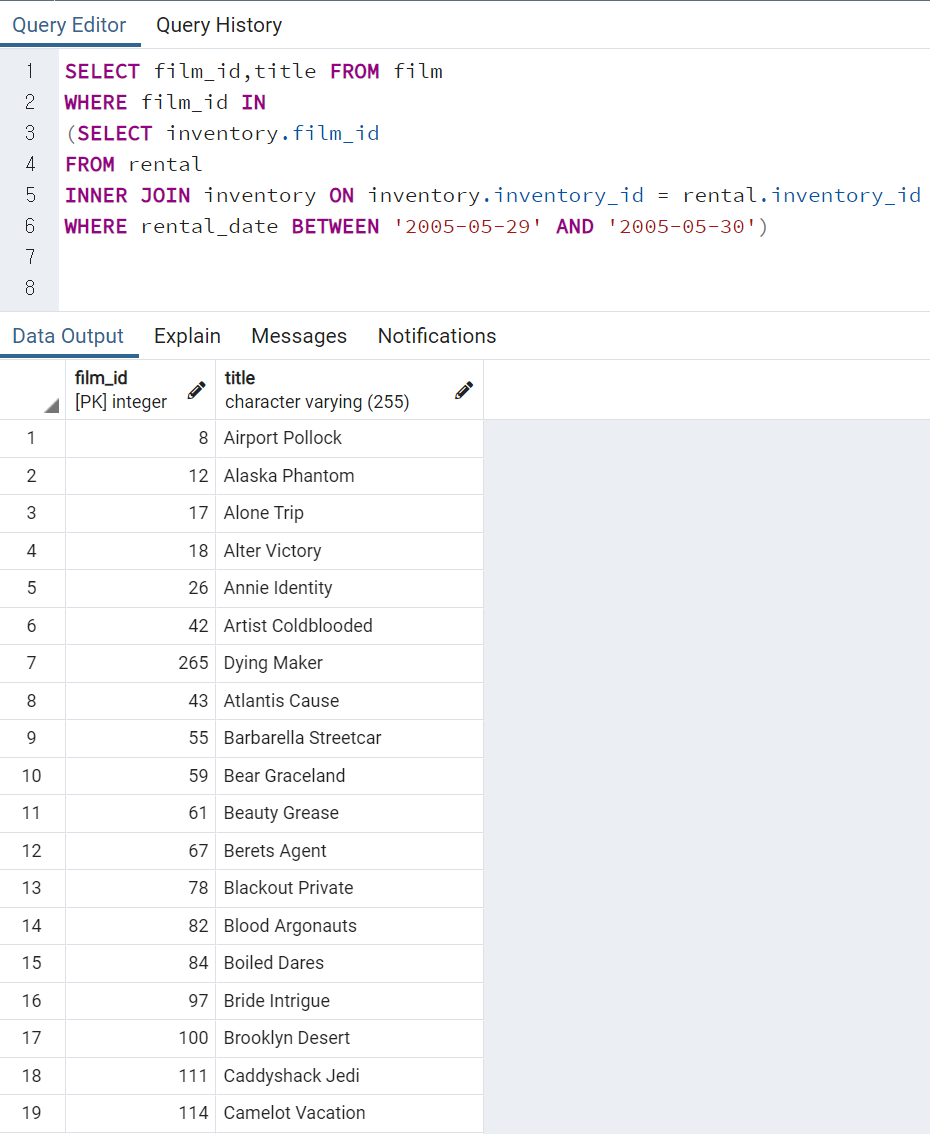 Query Editor Query History
1 SELECT film_id,title FROM film
2 WHERE film_id IN
3 (SELECT inventory.film_id
4 FROM rental
5 INNER JOIN inventory ON inventory.inventory_id = rental.inventory_id
6 WHERE rental_date BETWEEN '2005-05-29' AND '2005-05-30')
7
8
Data Output Explain Messages Notifications
film_id title
[PK] integer character varying (255)
1 8 Airport Pollock
2 12 Alaska Phantom
3 17 Alone Trip
4 18 Alter Victory
5 26 Annie Identity
6 42 Artist Coldblooded
7 265 Dying Maker
8 43 Atlantis Cause
9 55 Barbarella Streetcar
10 59 Bear Graceland
11 61 Beauty Grease
12 67 Berets Agent
13 78 Blackout Private
14 82 Blood Argonauts
15 84 Boiled Dares
16 97 Bride Intrigue
17 100 Brooklyn Desert
18 111 Caddyshack Jedi
19 114 Camelot Vacation